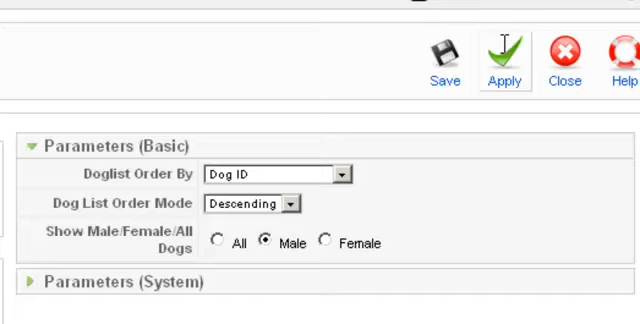 Save Apply Close Help
Parameters (Basic)
Doglist Order By Dog ID
Dog List Order Mode Descending
Show Male/Female/All
Dogs All Male Female
Parameters (System)